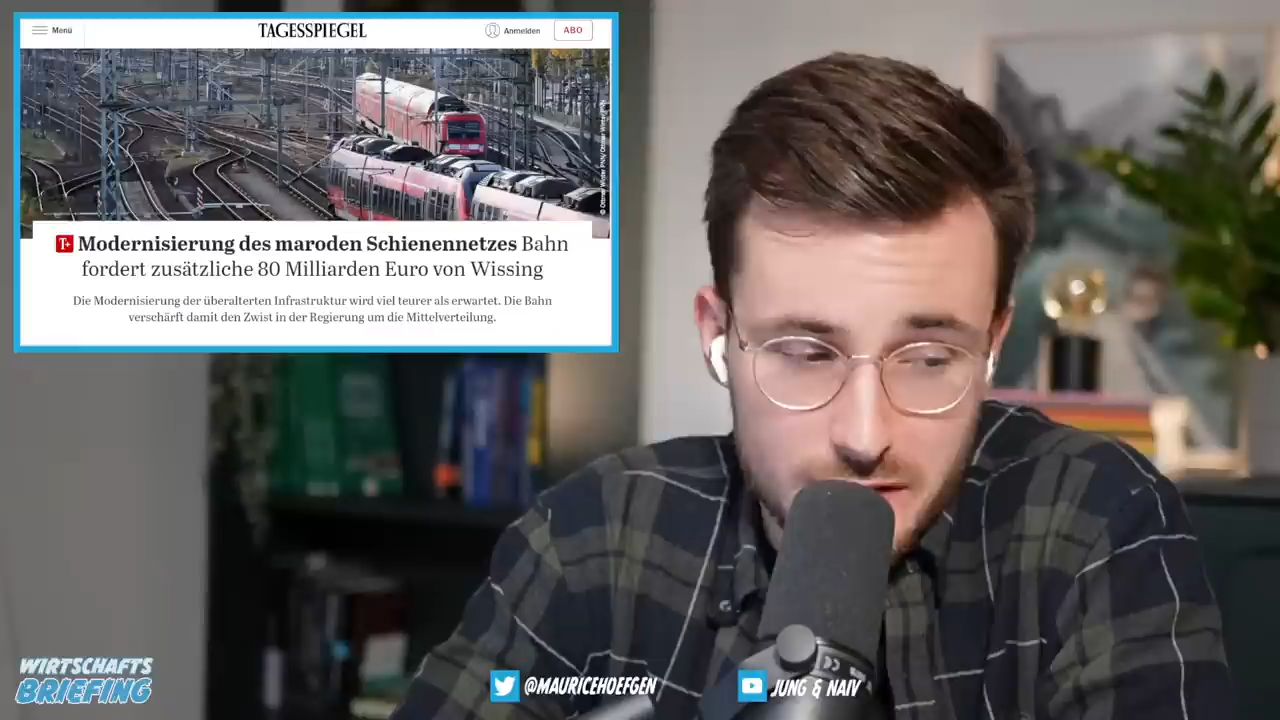 Menü
TAGESSPIEGEL
Anmelden
ABO
T+ Modernisierung des maroden Schienennetzes Bahn
fordert zusätzliche 80 Milliarden Euro von Wissing
Die Modernisierung der überalterten Infrastruktur wird viel teurer als erwartet. Die Bahn
verschärft damit den Zwist in der Regierung um die Mittelverteilung.
WIRTSCHAFTS
BRIEFING
@MAURICEHOEFGEN
JUNG & NAIV